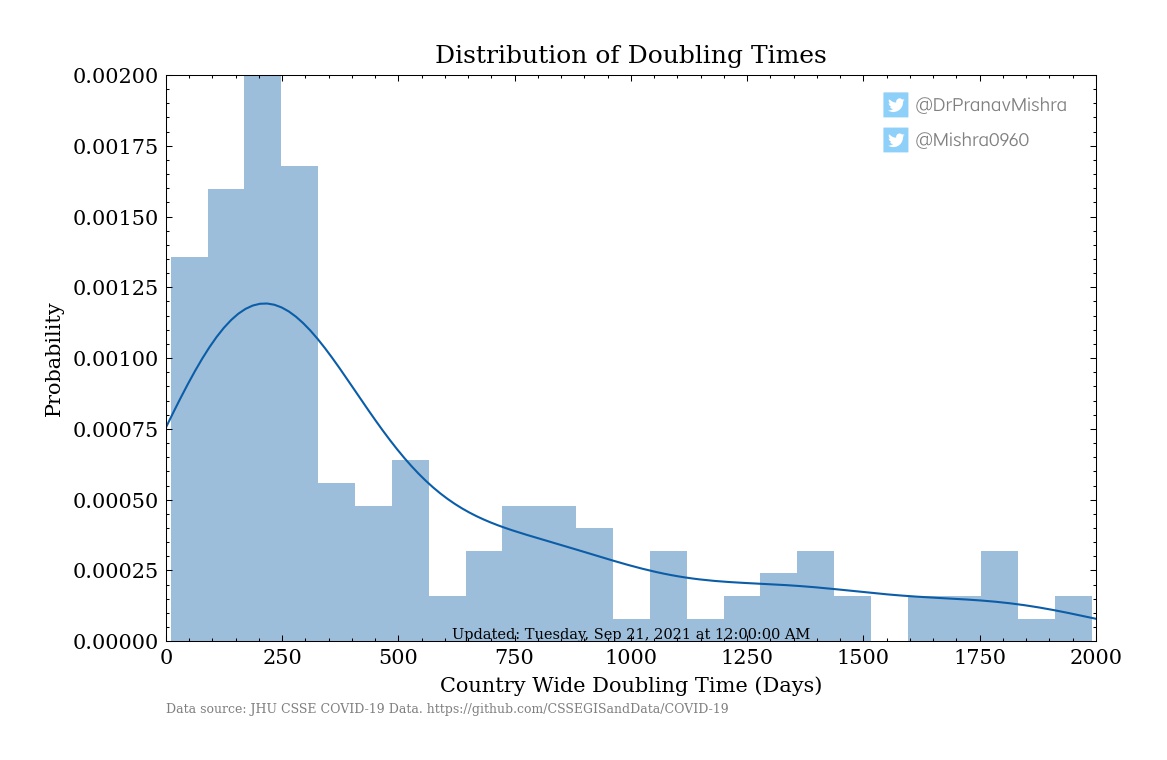 Distribution of Doubling Times
0.00200
0.00175
0.00150
0.00125
0.00100
0.00075
0.00050
0.00025
0.00000
Probability
@DrPranavMishra
@Mishra0960
Updated: Tuesday, Sep 21, 2021 at 12:00:00 AM
0 250 500 750 1000 1250 1500 1750 2000
Country Wide Doubling Time (Days)
Data source: JHU CSSE COVID-19 Data. https://github.com/CSSEGISandData/COVID-19